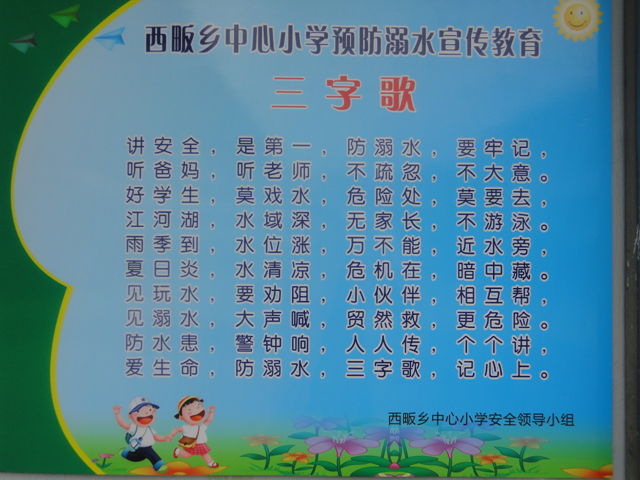 西畈乡中心小学预防溺水宣传教育
三字歌
讲安全，是第一，防溺水，要牢记，
听爸妈，听老师，不疏忽，不大意。
好学生，莫戏水，危险处，莫要去，
江河湖，水域深，无家长，不游泳。
雨季到，水位涨，万不能，近水旁，
夏日炎，水清凉，危机在，暗中藏。
见玩水，要劝阻，小伙伴，相互帮，
见溺水，大声喊，贸然救，更危险。
防水患，警钟响，人人传，个个讲，
爱生命，防溺水，三字歌，记心上。
西畈乡中心小学安全领导小组